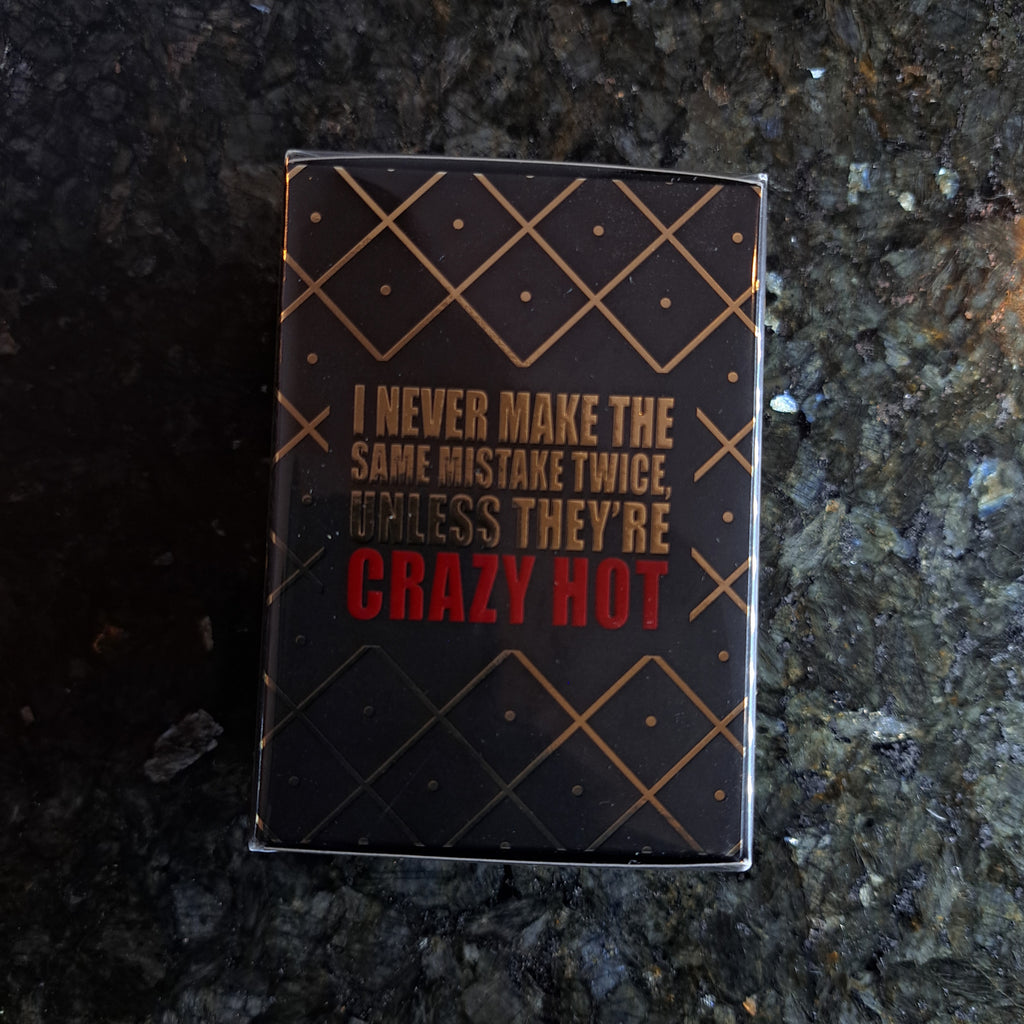 I NEVER MAKE THE
SAME MISTAKE TWICE,
UNLESS THEY'RE
CRAZY HOT